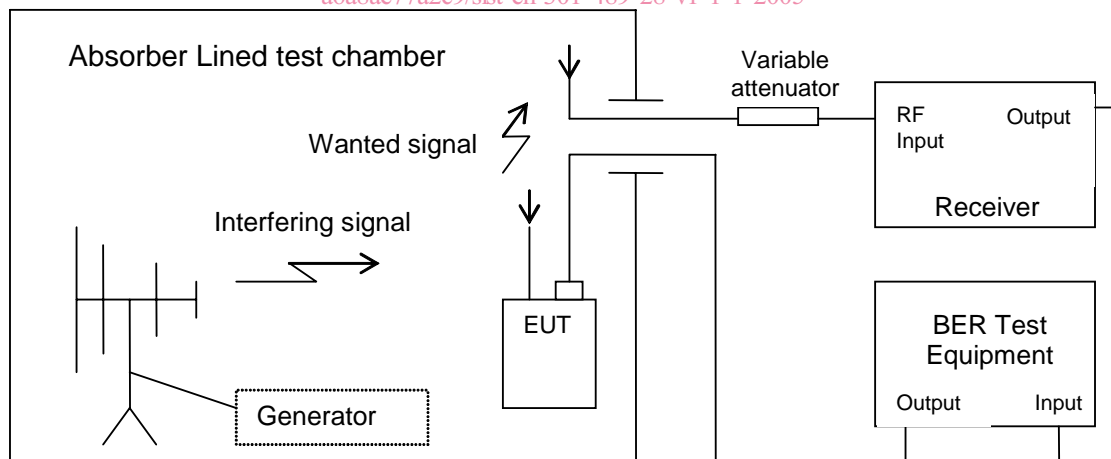 Absorber Lined test chamber
Variable
attenuator
RF
Input
Output
Receiver
Wanted signal
Interfering signal
EUT
Generator
BER Test
Equipment
Output
Input